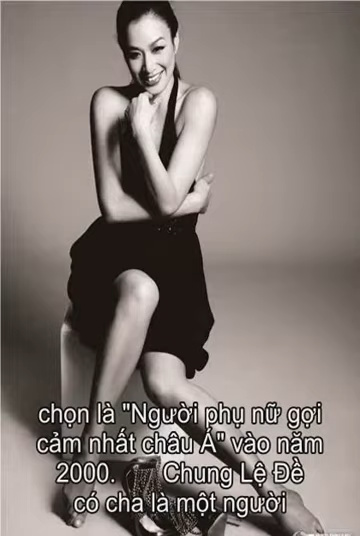 chọn là "Người phụ nữ gợi
cảm nhất châu Á" vào năm
2000. Chung Lệ Đề
có cha là một người